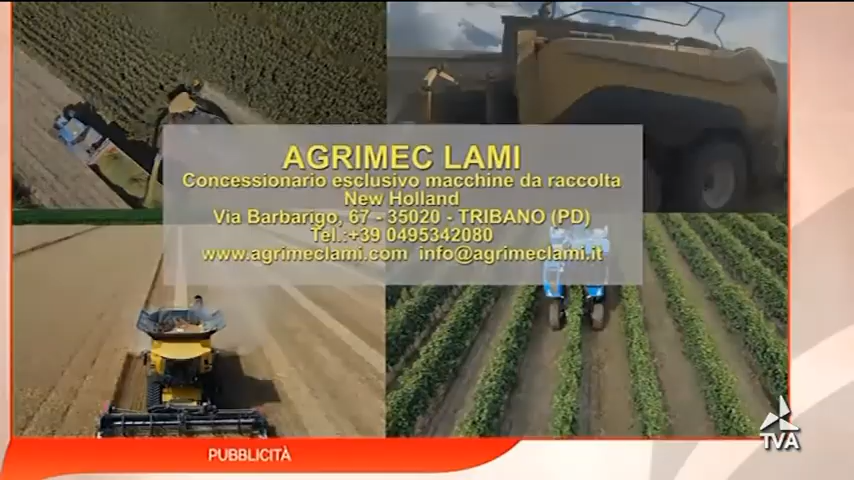 AGRIMEC LAMI
Concessionario esclusivo macchine da raccolta
New Holland
Via Barbarigo, 67 - 35020 - TRIBANO (PD)
Tel.:+39 0495342080
www.agrimeclami.com info@agrimeclami.it
TVA
PUBBLICITÀ